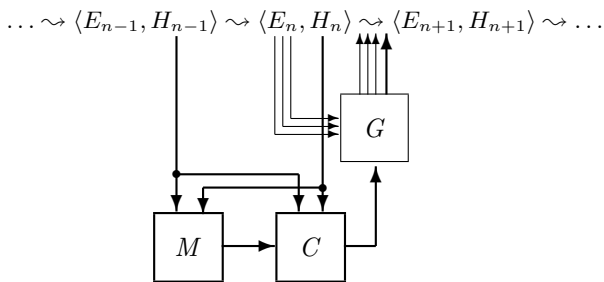 … ⇝ ⟨E_{n−1}, H_{n−1}⟩ ⇝ ⟨E_n, H_n⟩ ⇝ ⟨E_{n+1}, H_{n+1}⟩ ⇝ …
G
M C